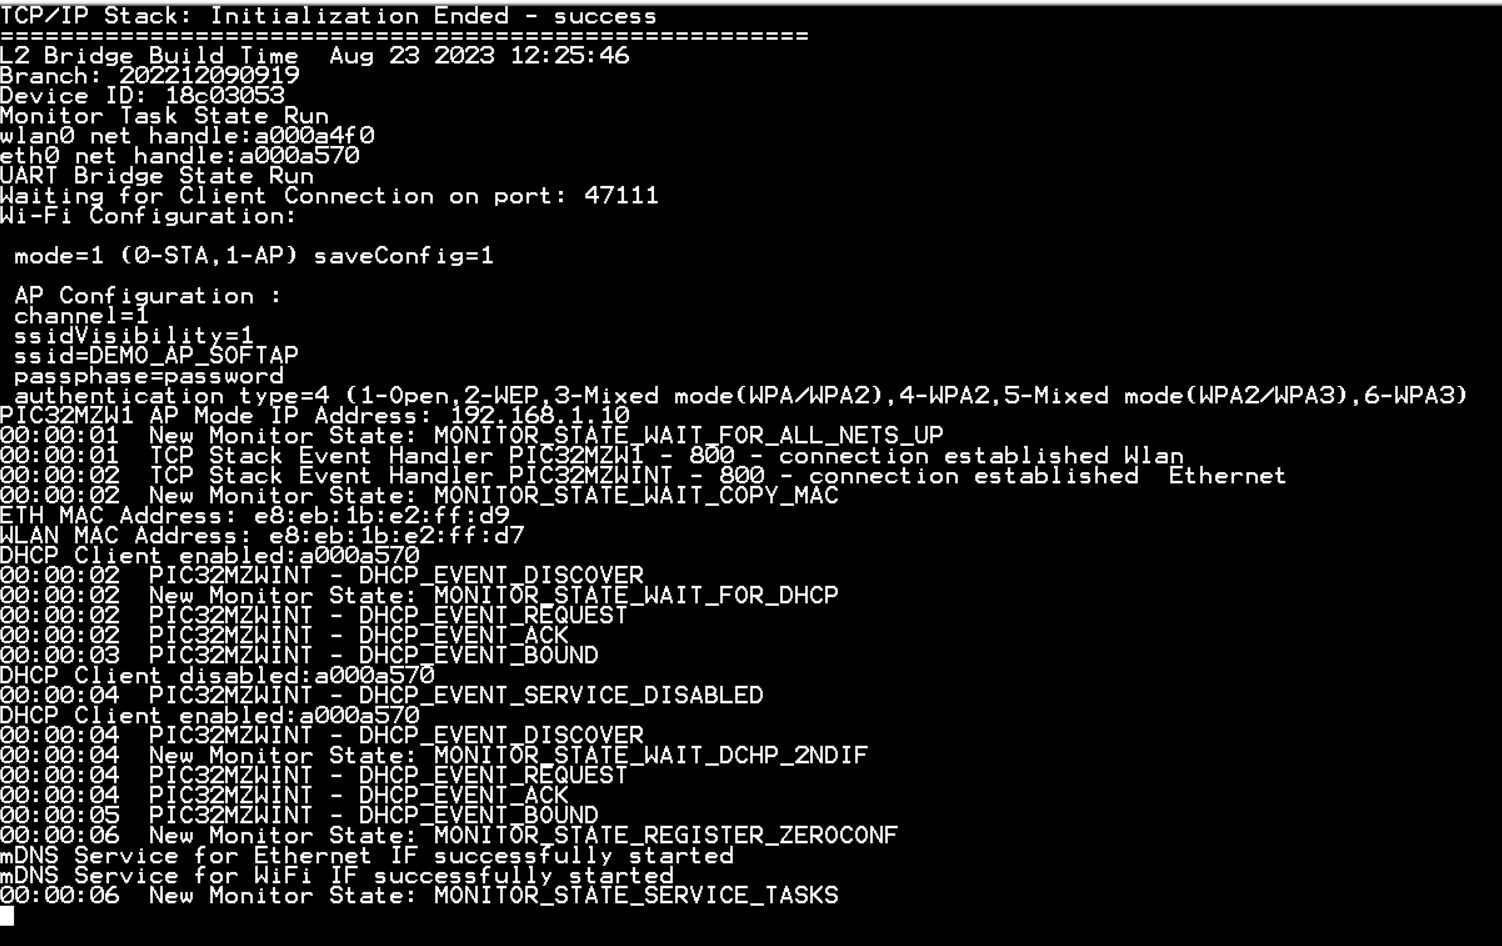 TCP/IP Stack: Initialization Ended - success
======================================================
L2 Bridge Build Time  Aug 23 2023 12:25:46
Branch: 202212090919
Device ID: 18c03053
Monitor Task State Run
wlan0 net handle:a000a4f0
eth0 net handle:a000a570
UART Bridge State Run
Waiting for Client Connection on port: 47111
Wi-Fi Configuration:
mode=1 (0-STA,1-AP) saveConfig=1
AP Configuration :
channel=1
ssidVisibility=1
ssid=DEMO_AP_SOFTAP
passphase=password
authentication type=4 (1-Open,2-WEP,3-Mixed mode(WPA/WPA2),4-WPA2,5-Mixed mode(WPA2/WPA3),6-WPA3)
PIC32MZW1 AP Mode IP Address: 192.168.1.10
00:00:01  New Monitor State: MONITOR_STATE_WAIT_FOR_ALL_NETS_UP
00:00:01  TCP Stack Event Handler PIC32MZW1 - 800 - connection established Wlan
00:00:02  TCP Stack Event Handler PIC32MZWINT - 800 - connection established  Ethernet
00:00:02  New Monitor State: MONITOR_STATE_WAIT_COPY_MAC
ETH MAC Address: e8:eb:1b:e2:ff:d9
WLAN MAC Address: e8:eb:1b:e2:ff:d7
DHCP Client enabled:a000a570
00:00:02  PIC32MZWINT - DHCP_EVENT_DISCOVER
00:00:02  New Monitor State: MONITOR_STATE_WAIT_FOR_DHCP
00:00:02  PIC32MZWINT - DHCP_EVENT_REQUEST
00:00:02  PIC32MZWINT - DHCP_EVENT_ACK
00:00:03  PIC32MZWINT - DHCP_EVENT_BOUND
DHCP Client disabled:a000a570
00:00:04  PIC32MZWINT - DHCP_EVENT_SERVICE_DISABLED
DHCP Client enabled:a000a570
00:00:04  PIC32MZWINT - DHCP_EVENT_DISCOVER
00:00:04  New Monitor State: MONITOR_STATE_WAIT_DCHP_2NDIF
00:00:04  PIC32MZWINT - DHCP_EVENT_REQUEST
00:00:04  PIC32MZWINT - DHCP_EVENT_ACK
00:00:05  PIC32MZWINT - DHCP_EVENT_BOUND
00:00:06  New Monitor State: MONITOR_STATE_REGISTER_ZEROCONF
mDNS Service for Ethernet IF successfully started
mDNS Service for WiFi IF successfully started
00:00:06  New Monitor State: MONITOR_STATE_SERVICE_TASKS